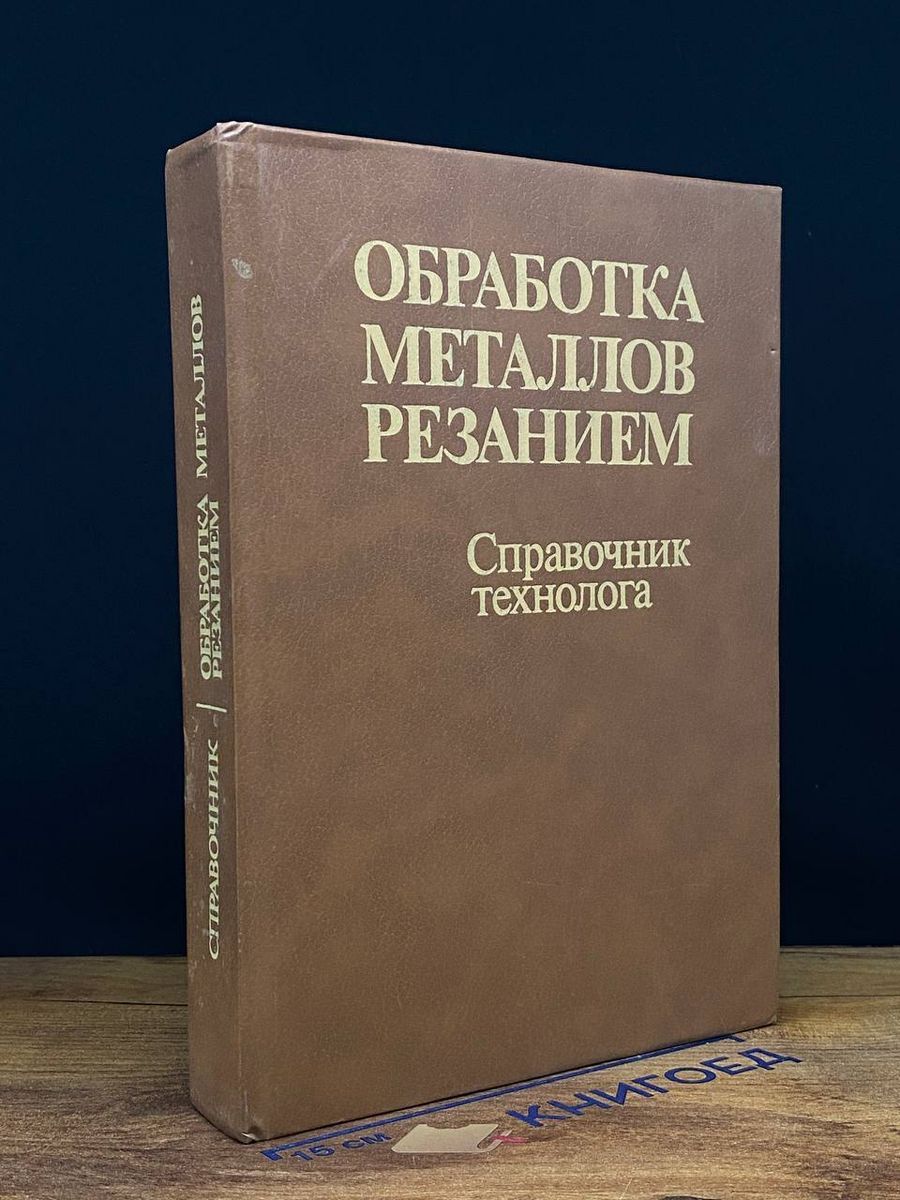 ОБРАБОТКА
МЕТАЛЛОВ
РЕЗАНИЕМ
Справочник
технолога
СПРАВОЧНИК / ОБРАБОТКА МЕТАЛЛОВ
РЕЗАНИЕМ
15 см
КНИГОЕД